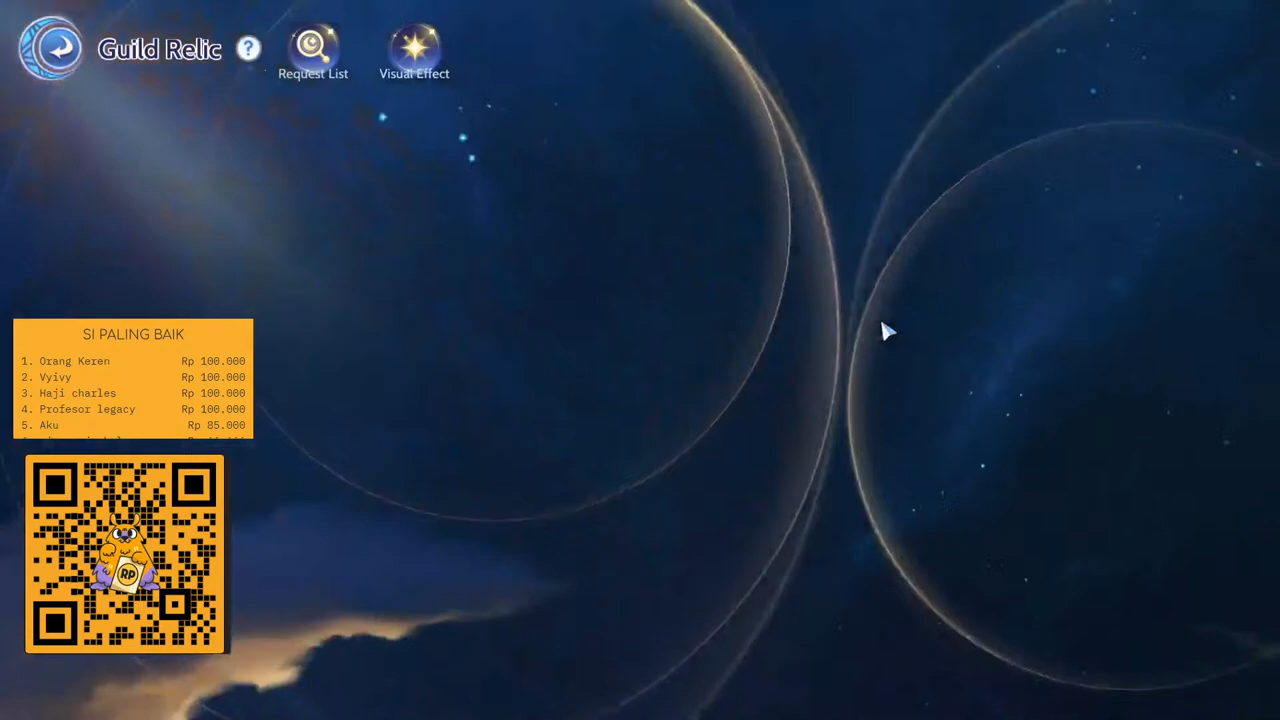 Guild Relic
?
Request List
Visual Effect
SI PALING BAIK
1. Orang Keren Rp 100.000
2. Vyivy Rp 100.000
3. Haji charles Rp 100.000
4. Profesor legacy Rp 100.000
5. Aku Rp 85.000
RP